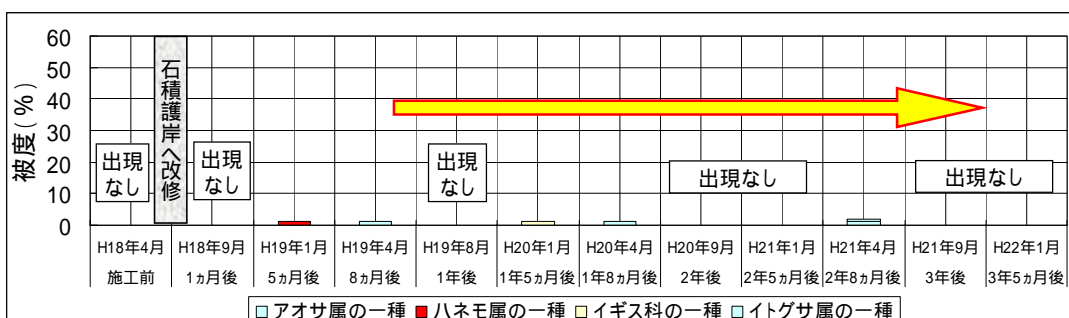 被度(%)
60
50
40
30
20
10
0
石積護岸へ改修
出現
なし
出現
なし
出現
なし
出現なし
出現なし
H18年4月 H18年9月 H19年1月 H19年4月 H19年8月 H20年1月 H20年4月 H20年9月 H21年1月 H21年4月 H21年9月 H22年1月
施工前 1ヵ月後 5ヵ月後 8ヵ月後 1年後 1年5ヵ月後 1年8ヵ月後 2年後 2年5ヵ月後 2年8ヵ月後 3年後 3年5ヵ月後
アオサ属の一種 ハネモ属の一種 イギス科の一種 イトグサ属の一種